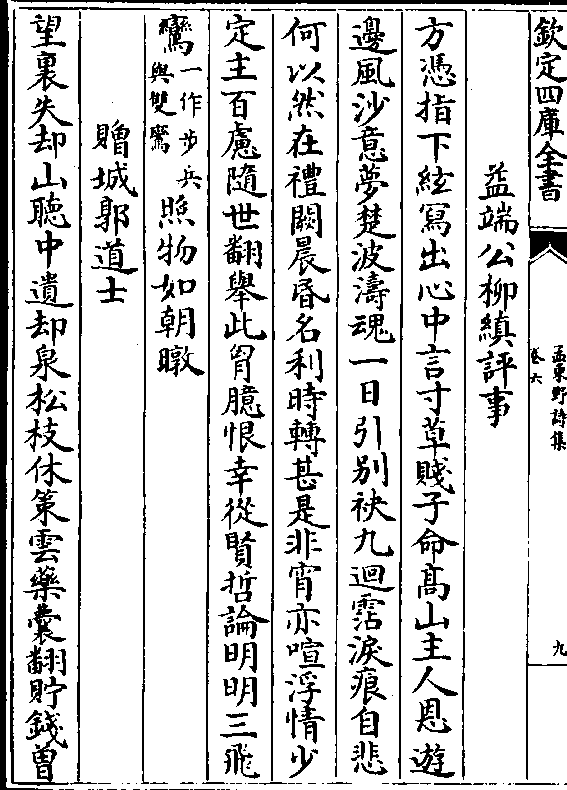 欽定四庫全書
孟東野詩集
卷六
九
益端公柳縝評事
方憑指下絃寫出心中言寸草賤子命髙山主人恩遊
邊風沙意夢楚波濤魂一日引别袂九迴霑淚痕自悲
何以然在禮闕晨昏名利時轉甚是非宵亦喧浮情少
定主百慮隨世翻舉此胷臆恨幸從賢哲論明明三飛
鸞一作步兵
與雙鸞照物如朝暾
贈城郭道士
望裏失却山聽中遺却泉松枝休策雲藥囊翻貯錢曽